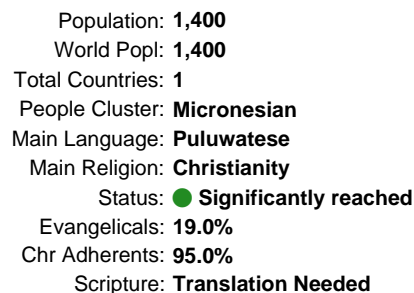 Population: 1,400
World Popl: 1,400
Total Countries: 1
People Cluster: Micronesian
Main Language: Puluwatese
Main Religion: Christianity
Status: Significantly reached
Evangelicals: 19.0%
Chr Adherents: 95.0%
Scripture: Translation Needed